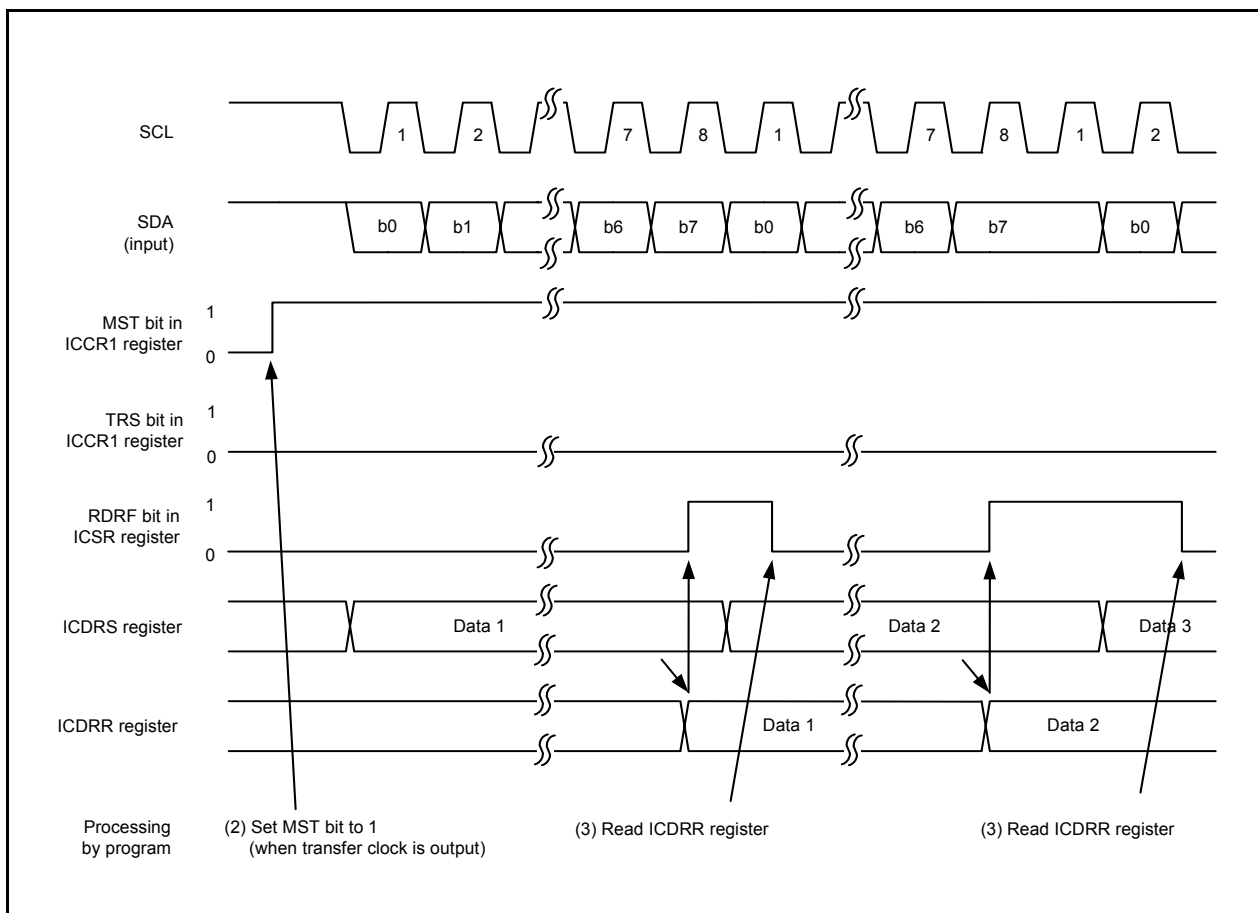 SCL
1 2 7 8 1 7 8 1 2
SDA
(input)
b0 b1 b6 b7 b0 b6 b7 b0
MST bit in
ICCR1 register
1
0
TRS bit in
ICCR1 register
1
0
RDRF bit in
ICSR register
1
0
ICDRS register
Data 1 Data 2 Data 3
ICDRR register
Data 1 Data 2
Processing
by program
(2) Set MST bit to 1
(when transfer clock is output)
(3) Read ICDRR register
(3) Read ICDRR register